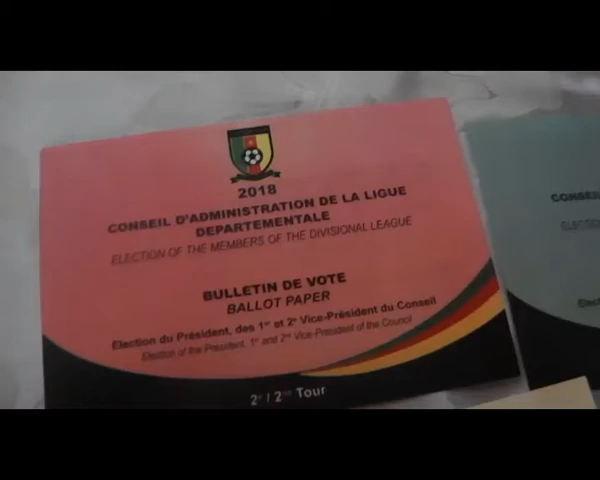 2018
CONSEIL D'ADMINISTRATION DE LA LIGUE
DEPARTEMENTALE
ELECTION OF THE MEMBERS OF THE DIVISIONAL LEAGUE
BULLETIN DE VOTE
BALLOT PAPER
Election du Président, des 1er et 2e Vice-Président du Conseil
Election of the President, 1st and 2nd Vice-President of the Council
2e / 2nd Tour
CONSEIL
ELECTION